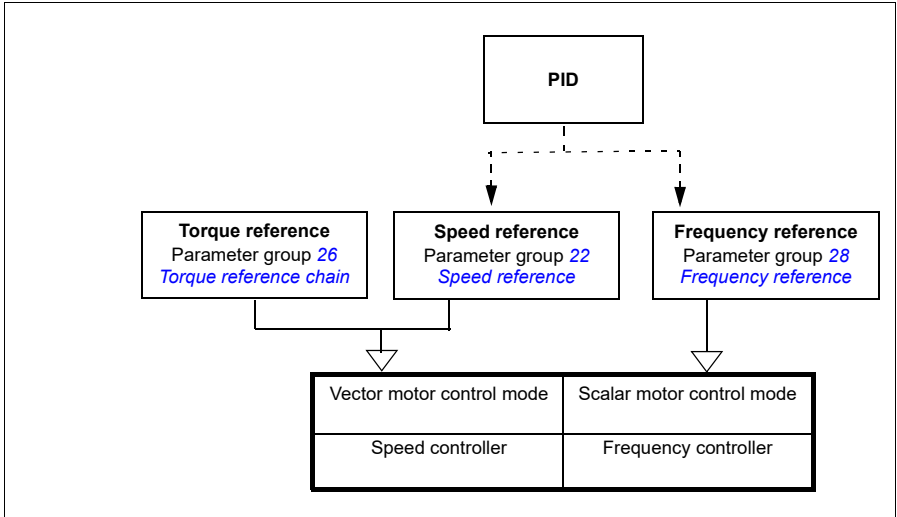 PID
Torque reference
Parameter group 26
Torque reference chain
Speed reference
Parameter group 22
Speed reference
Frequency reference
Parameter group 28
Frequency reference
Vector motor control mode
Scalar motor control mode
Speed controller
Frequency controller